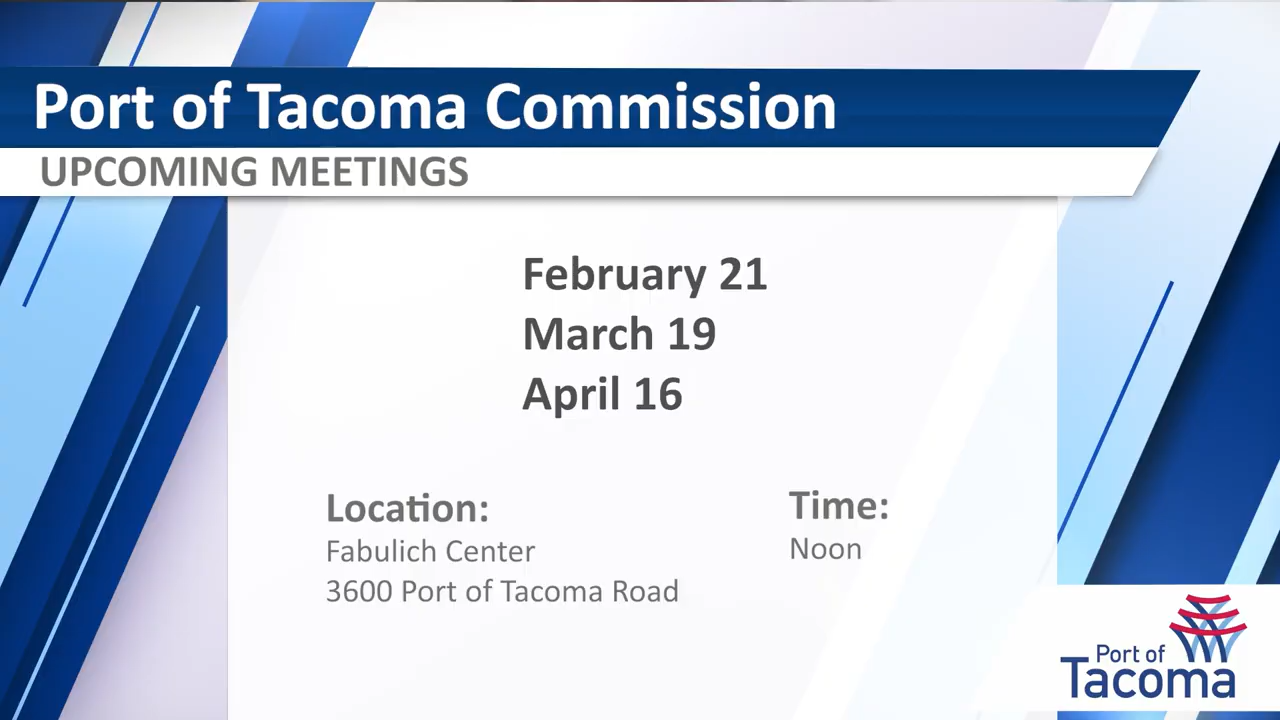 Port of Tacoma Commission
UPCOMING MEETINGS
February 21
March 19
April 16
Location:
Fabulich Center
3600 Port of Tacoma Road
Time:
Noon
Port of
Tacoma